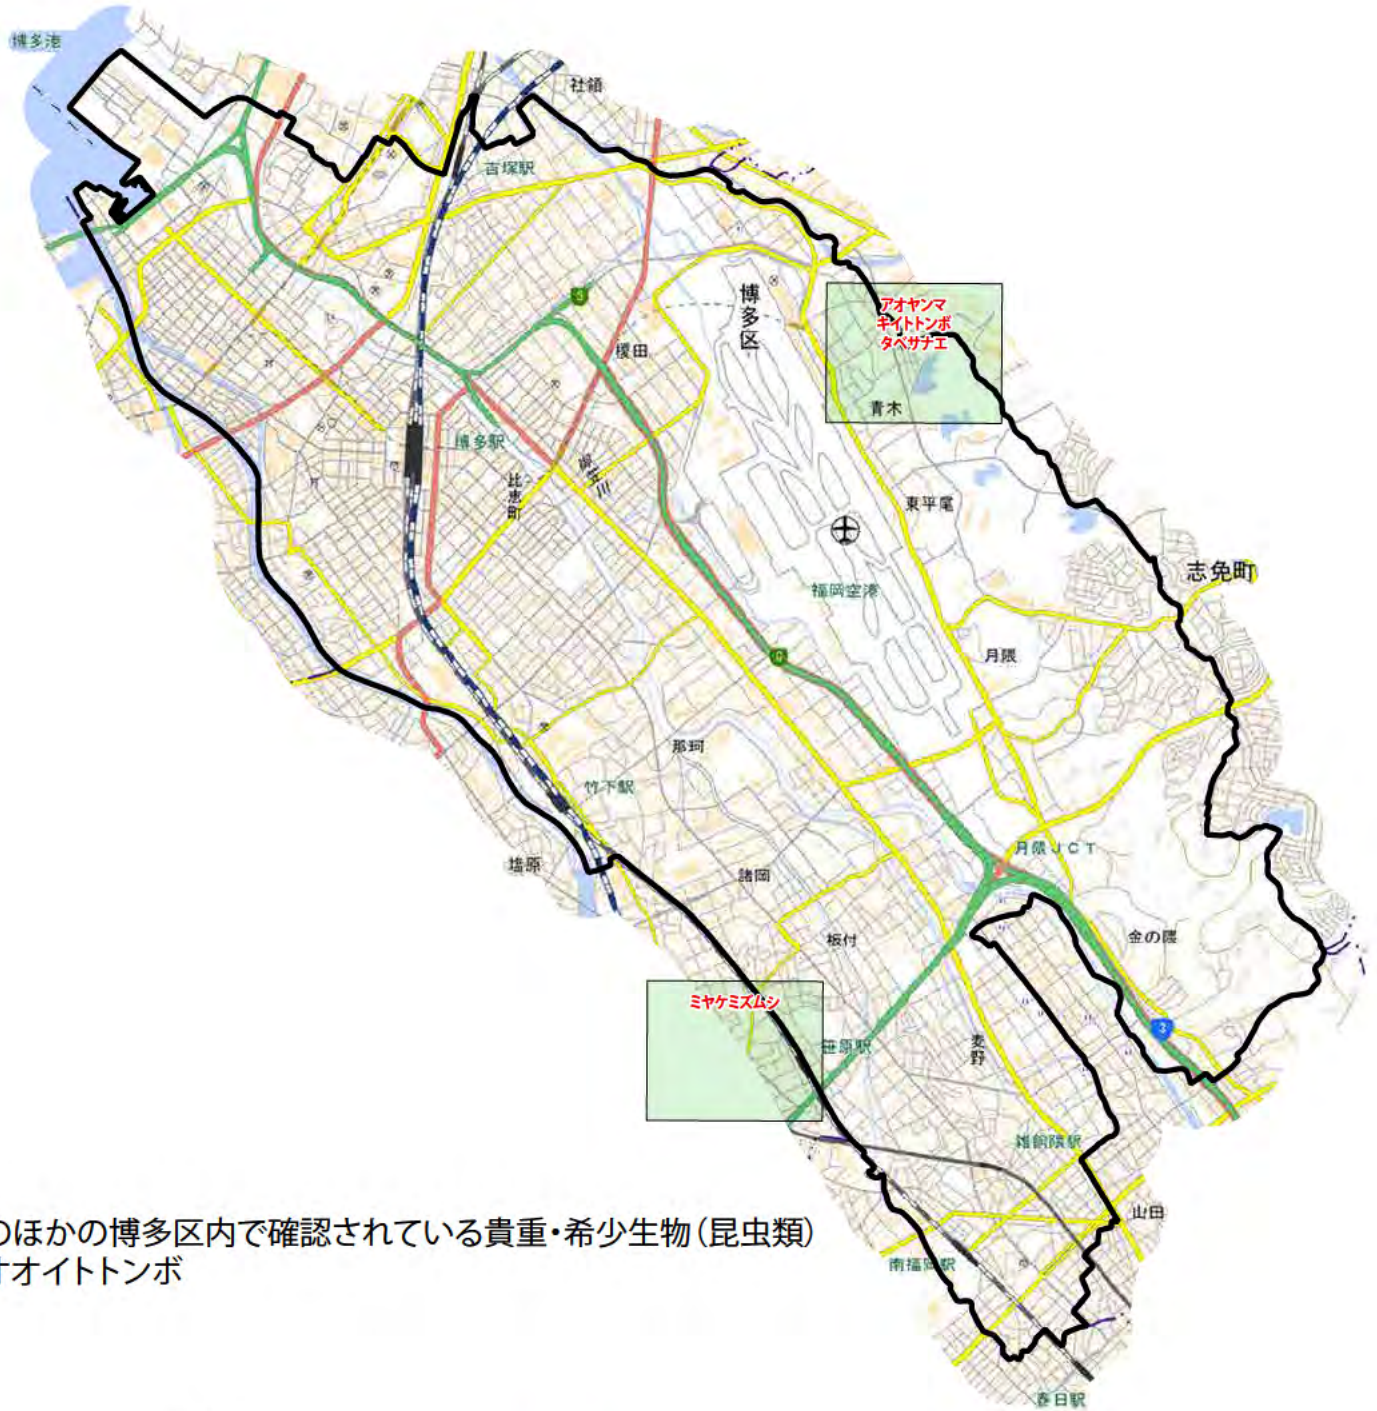 博多港
社領
吉塚駅
3
博多区
アオヤンマ
キイトトンボ
タベサナエ
榎田
青木
博多駅
比恵町
御笠川
東平尾
福岡空港
志免町
月隈
那珂
竹下駅
塩原
諸岡
月隈JCT
板付
金の隈
ミヤケミズムシ
笹原駅
麦野
3
雑餉隈駅
山田
南福岡駅
春日駅
のほかの博多区内で確認されている貴重・希少生物(昆虫類)
オオイトトンボ